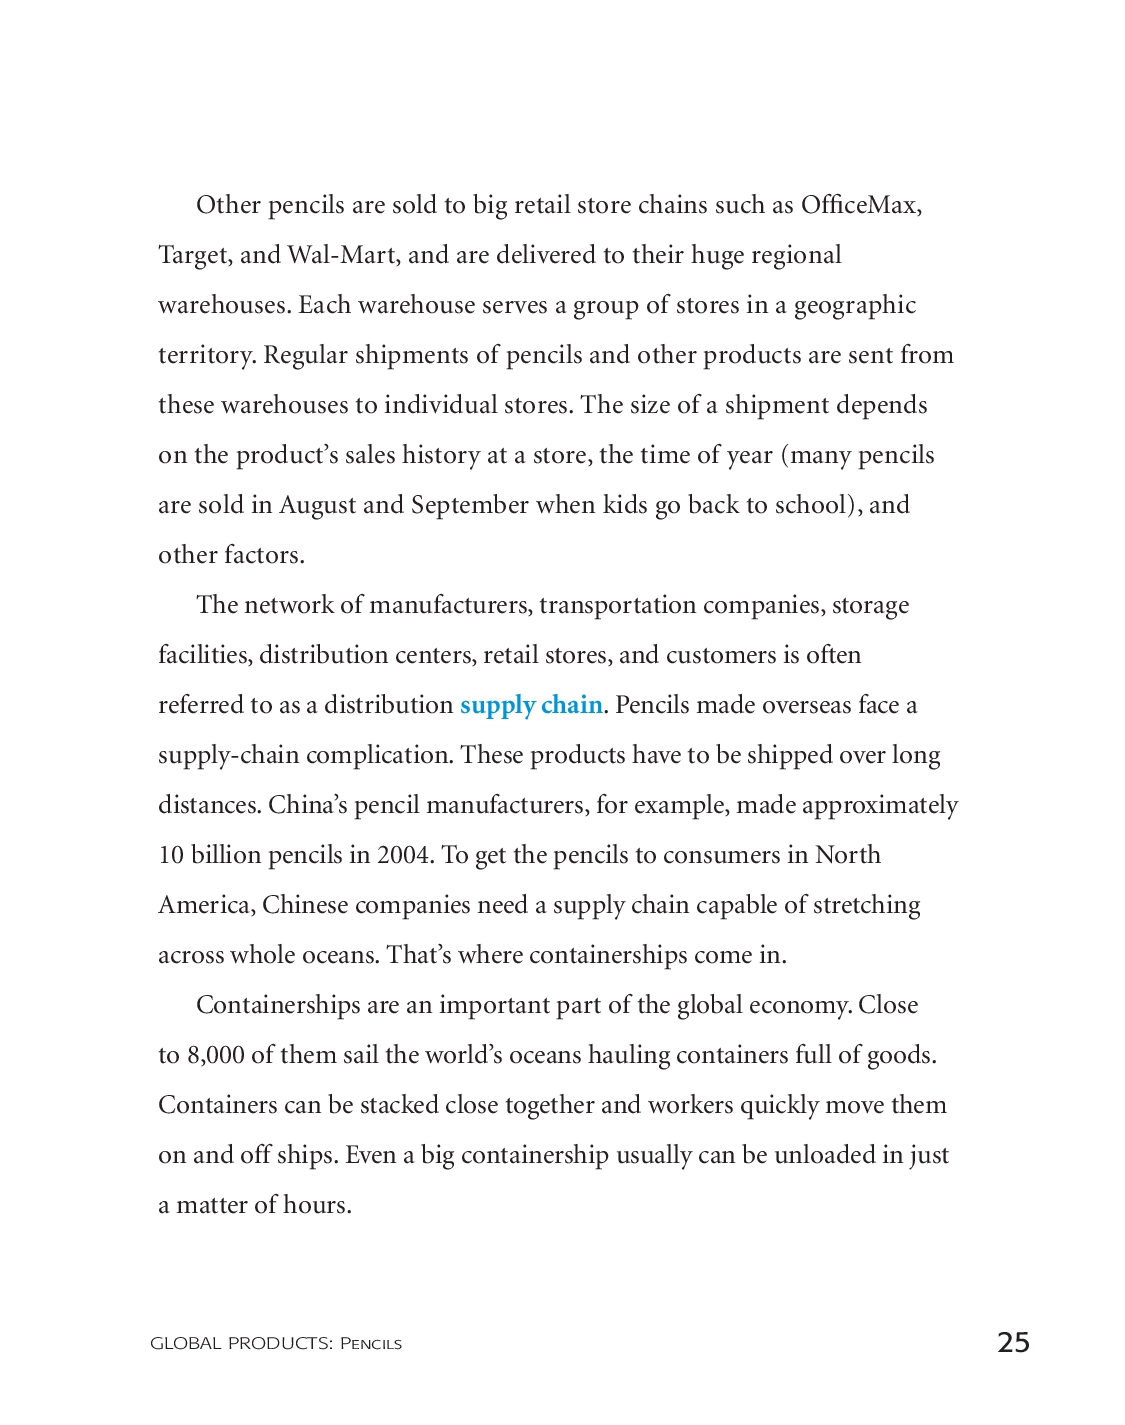 Other pencils are sold to big retail store chains such as OfficeMax,
Target, and Wal-Mart, and are delivered to their huge regional
warehouses. Each warehouse serves a group of stores in a geographic
territory. Regular shipments of pencils and other products are sent from
these warehouses to individual stores. The size of a shipment depends
on the product’s sales history at a store, the time of year (many pencils
are sold in August and September when kids go back to school), and
other factors.
The network of manufacturers, transportation companies, storage
facilities, distribution centers, retail stores, and customers is often
referred to as a distribution supply chain. Pencils made overseas face a
supply-chain complication. These products have to be shipped over long
distances. China’s pencil manufacturers, for example, made approximately
10 billion pencils in 2004. To get the pencils to consumers in North
America, Chinese companies need a supply chain capable of stretching
across whole oceans. That’s where containerships come in.
Containerships are an important part of the global economy. Close
to 8,000 of them sail the world’s oceans hauling containers full of goods.
Containers can be stacked close together and workers quickly move them
on and off ships. Even a big containership usually can be unloaded in just
a matter of hours.
GLOBAL PRODUCTS: PENCILS 25